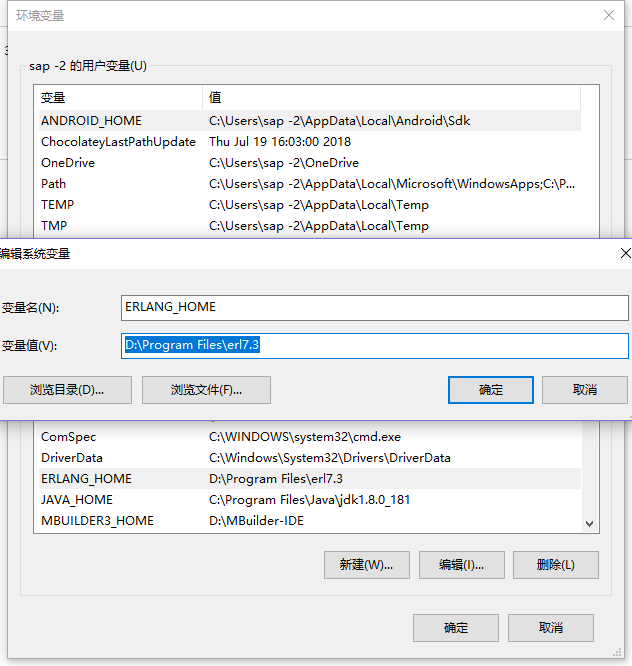 环境变量
sap -2 的用户变量(U)
变量 值
ANDROID_HOME C:\Users\sap -2\AppData\Local\Android\Sdk
ChocolateyLastPathUpdate Thu Jul 19 16:03:00 2018
OneDrive C:\Users\sap -2\OneDrive
Path C:\Users\sap -2\AppData\Local\Microsoft\WindowsApps;C:\P...
TEMP C:\Users\sap -2\AppData\Local\Temp
TMP C:\Users\sap -2\AppData\Local\Temp
编辑系统变量
变量名(N): ERLANG_HOME
变量值(V): D:\Program Files\erl7.3
浏览目录(D)... 浏览文件(F)... 确定 取消
ComSpec C:\WINDOWS\system32\cmd.exe
DriverData C:\Windows\System32\Drivers\DriverData
ERLANG_HOME D:\Program Files\erl7.3
JAVA_HOME C:\Program Files\Java\jdk1.8.0_181
MBUILDER3_HOME D:\MBuilder-IDE
新建(W)... 编辑(I)... 删除(L)
确定 取消